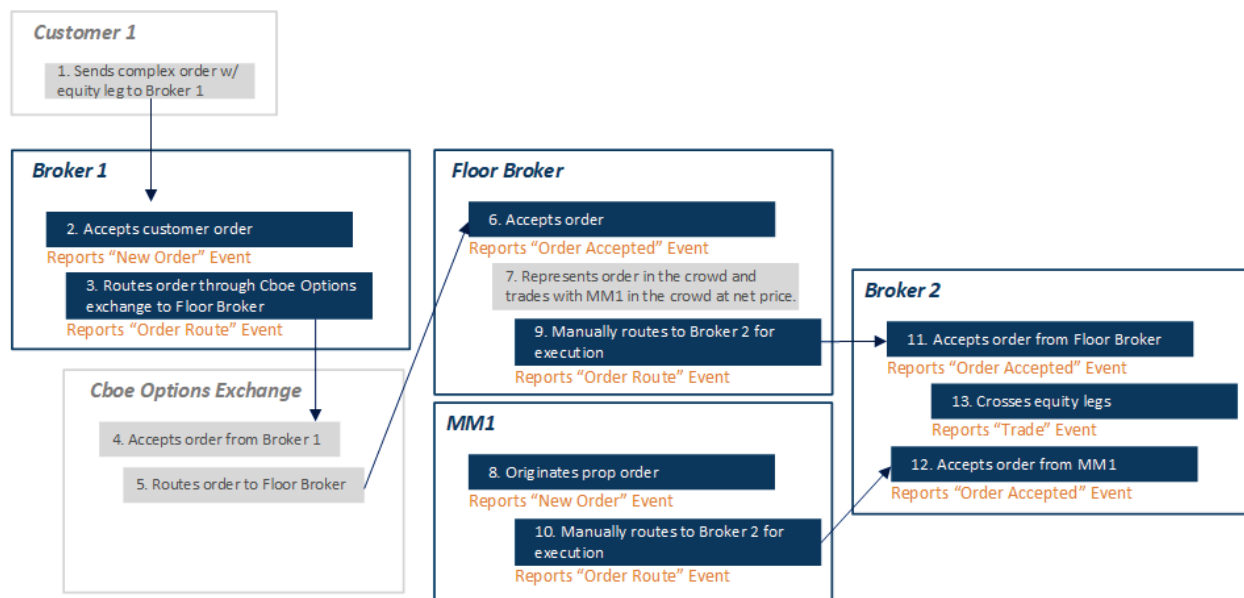 Customer 1
1. Sends complex order w/
equity leg to Broker 1
Broker 1
2. Accepts customer order
Reports “New Order” Event
3. Routes order through Cboe Options
exchange to Floor Broker
Reports “Order Route” Event
Cboe Options Exchange
4. Accepts order from Broker 1
5. Routes order to Floor Broker
Floor Broker
6. Accepts order
Reports “Order Accepted” Event
7. Represents order in the crowd and
trades with MM1 in the crowd at net price.
9. Manually routes to Broker 2 for
execution
Reports “Order Route” Event
MM1
8. Originates prop order
Reports “New Order” Event
10. Manually routes to Broker 2 for
execution
Reports “Order Route” Event
Broker 2
11. Accepts order from Floor Broker
Reports “Order Accepted” Event
13. Crosses equity legs
Reports “Trade” Event
12. Accepts order from MM1
Reports “Order Accepted” Event